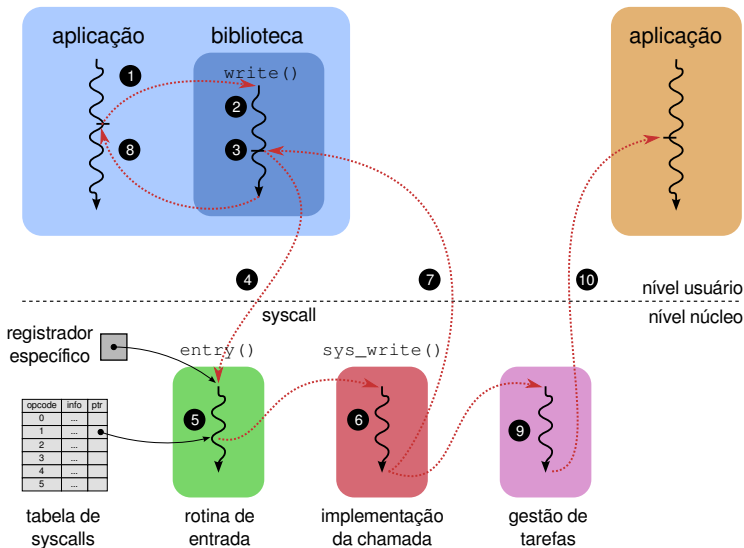 aplicação
biblioteca
aplicação
1
write()
2
8
3
4
7
10
nível usuário
syscall
nível núcleo
registrador
específico
entry()
sys_write()
opcode info ptr
0 ...
1 ...
2 ...
3 ...
4 ...
5 ...
5
6
9
tabela de
syscalls
rotina de
entrada
implementação
da chamada
gestão de
tarefas